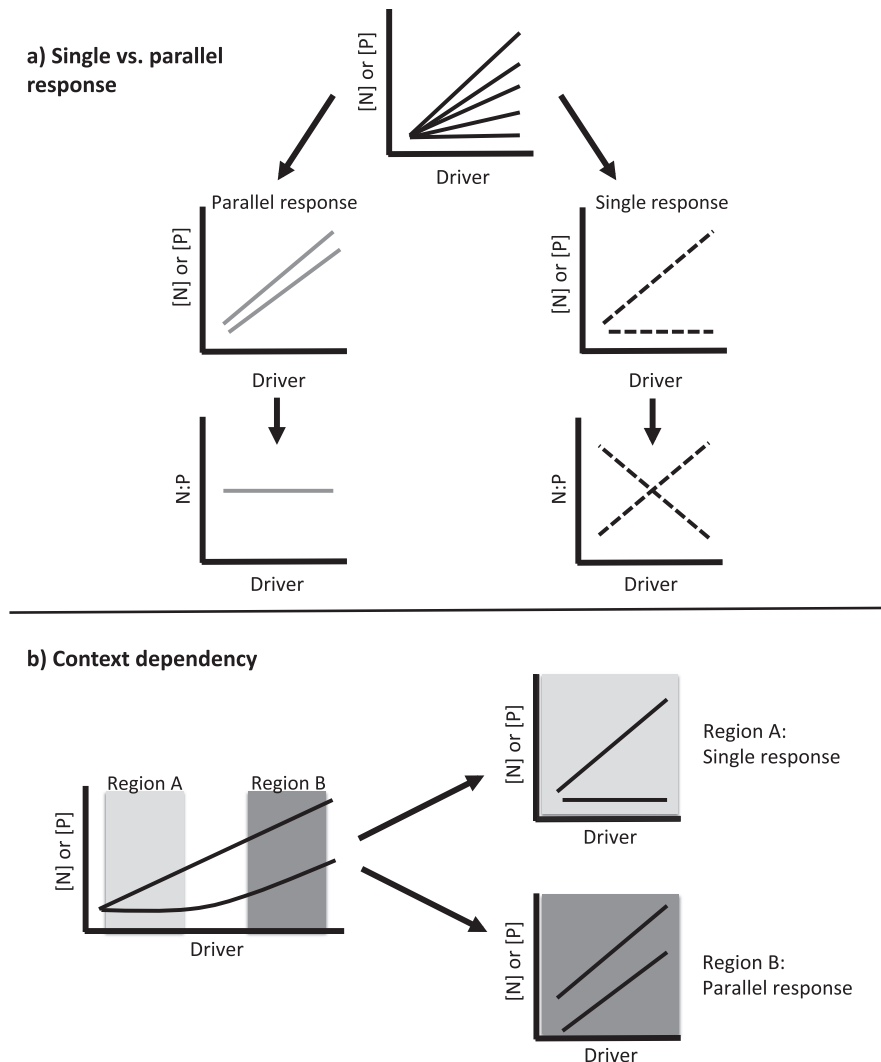 a) Single vs. parallel
response
[N] or [P]
Driver
Parallel response
[N] or [P]
Driver
Single response
[N] or [P]
Driver
N:P
Driver
N:P
Driver
b) Context dependency
Region A
Region B
[N] or [P]
Driver
[N] or [P]
Driver
Region A:
Single response
[N] or [P]
Driver
Region B:
Parallel response